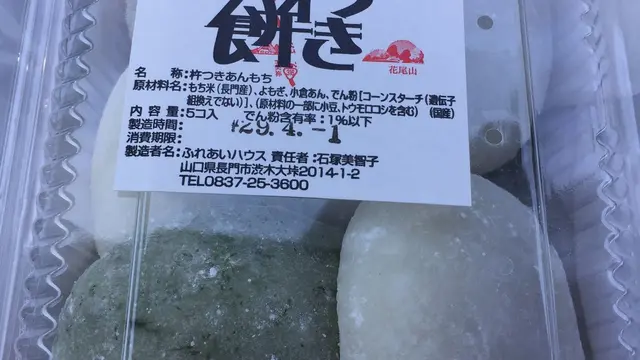 つき
餅
花尾山
名 称:杵つきあんもち
原材料名:もち米(長門産)、よもぎ、小倉あん、でん粉[コーンスターチ(遺伝子
組換えでない)]、(原材料の一部に小豆、トウモロコシを含む) (国産)
内 容 量:5コ入 でん粉含有率:1%以下
製造時間: #29.4.-1
消費期限:
製造者名:ふれあいハウス 責任者:石塚美智子
山口県長門市渋木大垰2014-1-2
TEL0837-25-3600